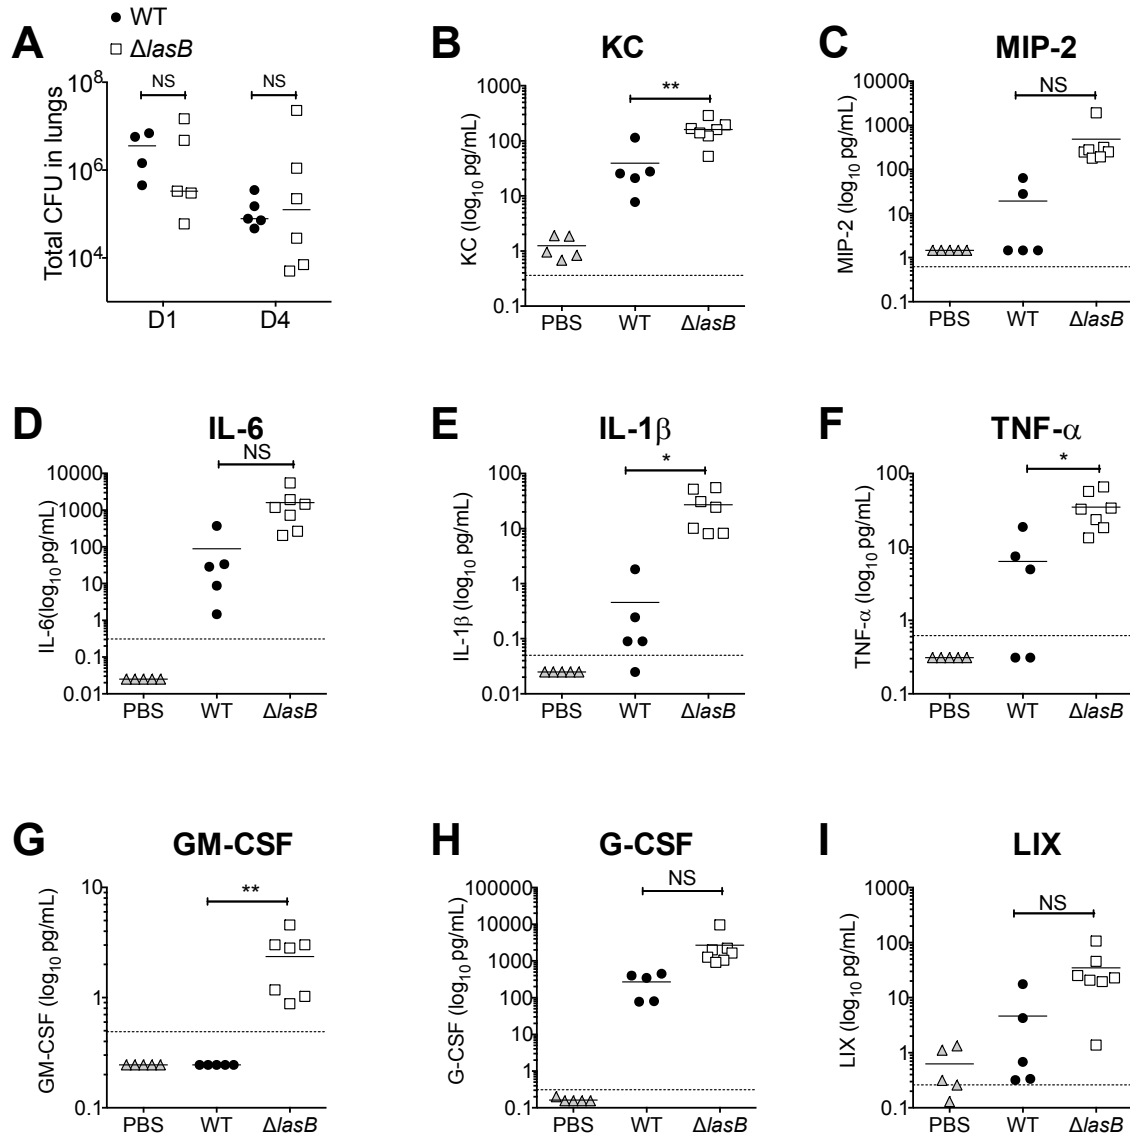 ● WT
□ ΔlasB
A
Total CFU in lungs
10⁸
10⁶
10⁴
NS
NS
D1
D4
B
KC
KC (log₁₀ pg/mL)
1000
100
10
1
0.1
**
PBS
WT
ΔlasB
C
MIP-2
MIP-2 (log₁₀ pg/mL)
10000
1000
100
10
1
0.1
NS
PBS
WT
ΔlasB
D
IL-6
IL-6(log₁₀ pg/mL)
10000
1000
100
10
1
0.1
0.01
NS
PBS
WT
ΔlasB
E
IL-1β
IL-1β (log₁₀ pg/mL)
100
10
1
0.1
0.01
*
PBS
WT
ΔlasB
F
TNF-α
TNF-α (log₁₀ pg/mL)
100
10
1
0.1
*
PBS
WT
ΔlasB
G
GM-CSF
GM-CSF (log₁₀ pg/mL)
10
1
0.1
**
PBS
WT
ΔlasB
H
G-CSF
G-CSF (log₁₀ pg/mL)
100000
10000
1000
100
10
1
0.1
NS
PBS
WT
ΔlasB
I
LIX
LIX (log₁₀ pg/mL)
1000
100
10
1
0.1
NS
PBS
WT
ΔlasB